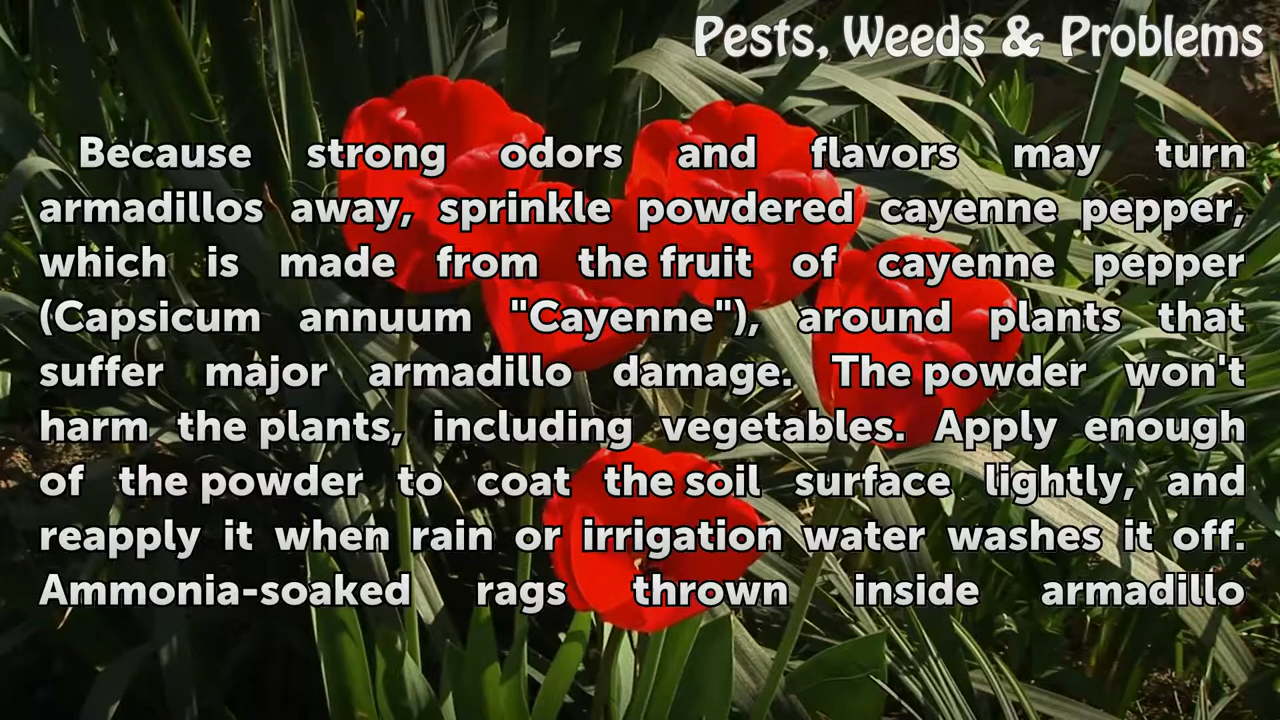 Pests, Weeds & Problems
Because strong odors and flavors may turn
armadillos away, sprinkle powdered cayenne pepper,
which is made from the fruit of cayenne pepper
(Capsicum annuum "Cayenne"), around plants that
suffer major armadillo damage. The powder won't
harm the plants, including vegetables. Apply enough
of the powder to coat the soil surface lightly, and
reapply it when rain or irrigation water washes it off.
Ammonia-soaked rags thrown inside armadillo